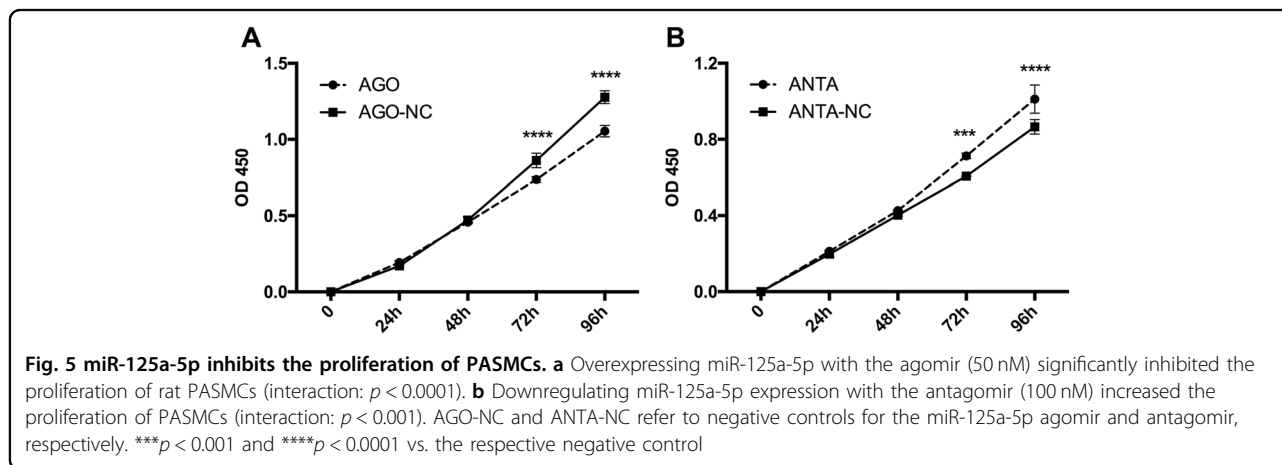 A
1.5
1.0
0.5
0.0
OD 450
AGO
AGO-NC
****
****
0
24h
48h
72h
96h
B
1.2
0.8
0.4
0.0
OD 450
ANTA
ANTA-NC
***
****
0
24h
48h
72h
96h
Fig. 5 miR-125a-5p inhibits the proliferation of PASMCs. a Overexpressing miR-125a-5p with the agomir (50 nM) significantly inhibited the
proliferation of rat PASMCs (interaction: p < 0.0001). b Downregulating miR-125a-5p expression with the antagomir (100 nM) increased the
proliferation of PASMCs (interaction: p < 0.001). AGO-NC and ANTA-NC refer to negative controls for the miR-125a-5p agomir and antagomir,
respectively. ***p < 0.001 and ****p < 0.0001 vs. the respective negative control